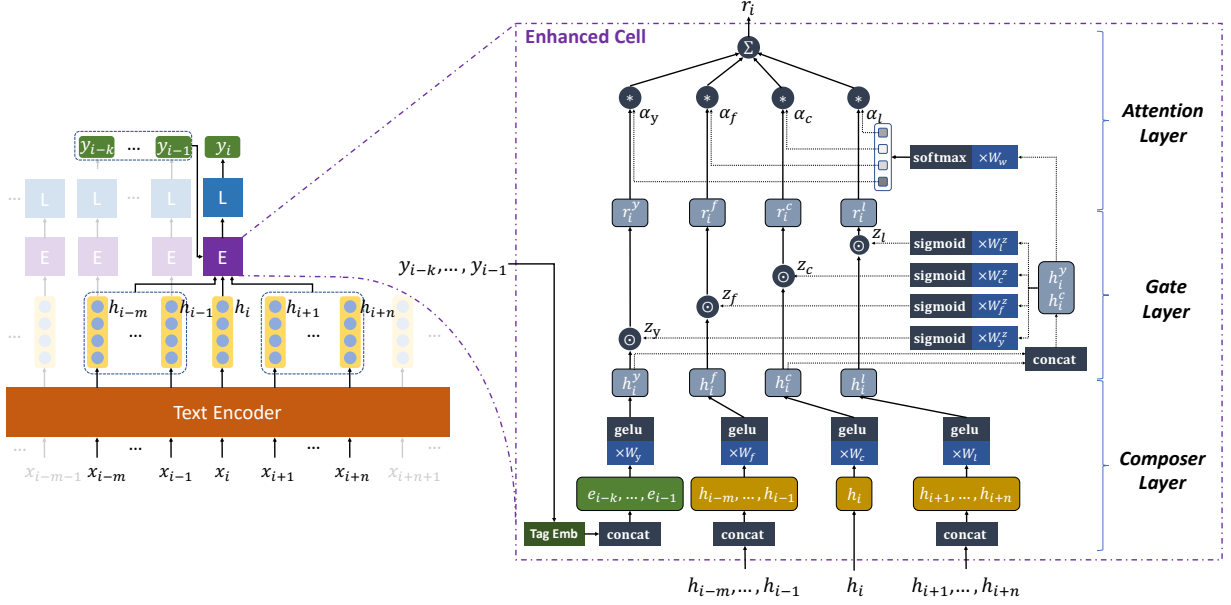 r_i
Enhanced Cell
Σ
* * * *
α_y α_f α_c α_l
Attention Layer
softmax ×W_w
y_{i-k} ... y_{i-1} y_i
... L L ... L L
r_i^y r_i^f r_i^c r_i^l
... E E ... E E
z_l sigmoid ×W_l^z
y_{i-k}, ..., y_{i-1}
z_c sigmoid ×W_c^z
h_i^y
h_i^c
z_f sigmoid ×W_f^z
z_y sigmoid ×W_y^z
Gate Layer
concat
h_{i-m} h_{i-1} h_i h_{i+1} h_{i+n}
... ... ... ...
h_i^y h_i^f h_i^c h_i^l
Text Encoder
gelu gelu gelu gelu
×W_y ×W_f ×W_c ×W_l
... ... ... ...
x_{i-m-1} x_{i-m} x_{i-1} x_i x_{i+1} x_{i+n} x_{i+n+1}
Composer Layer
e_{i-k}, ..., e_{i-1} h_{i-m}, ..., h_{i-1} h_i h_{i+1}, ..., h_{i+n}
Tag Emb concat concat concat
h_{i-m}, ..., h_{i-1} h_i h_{i+1}, ..., h_{i+n}